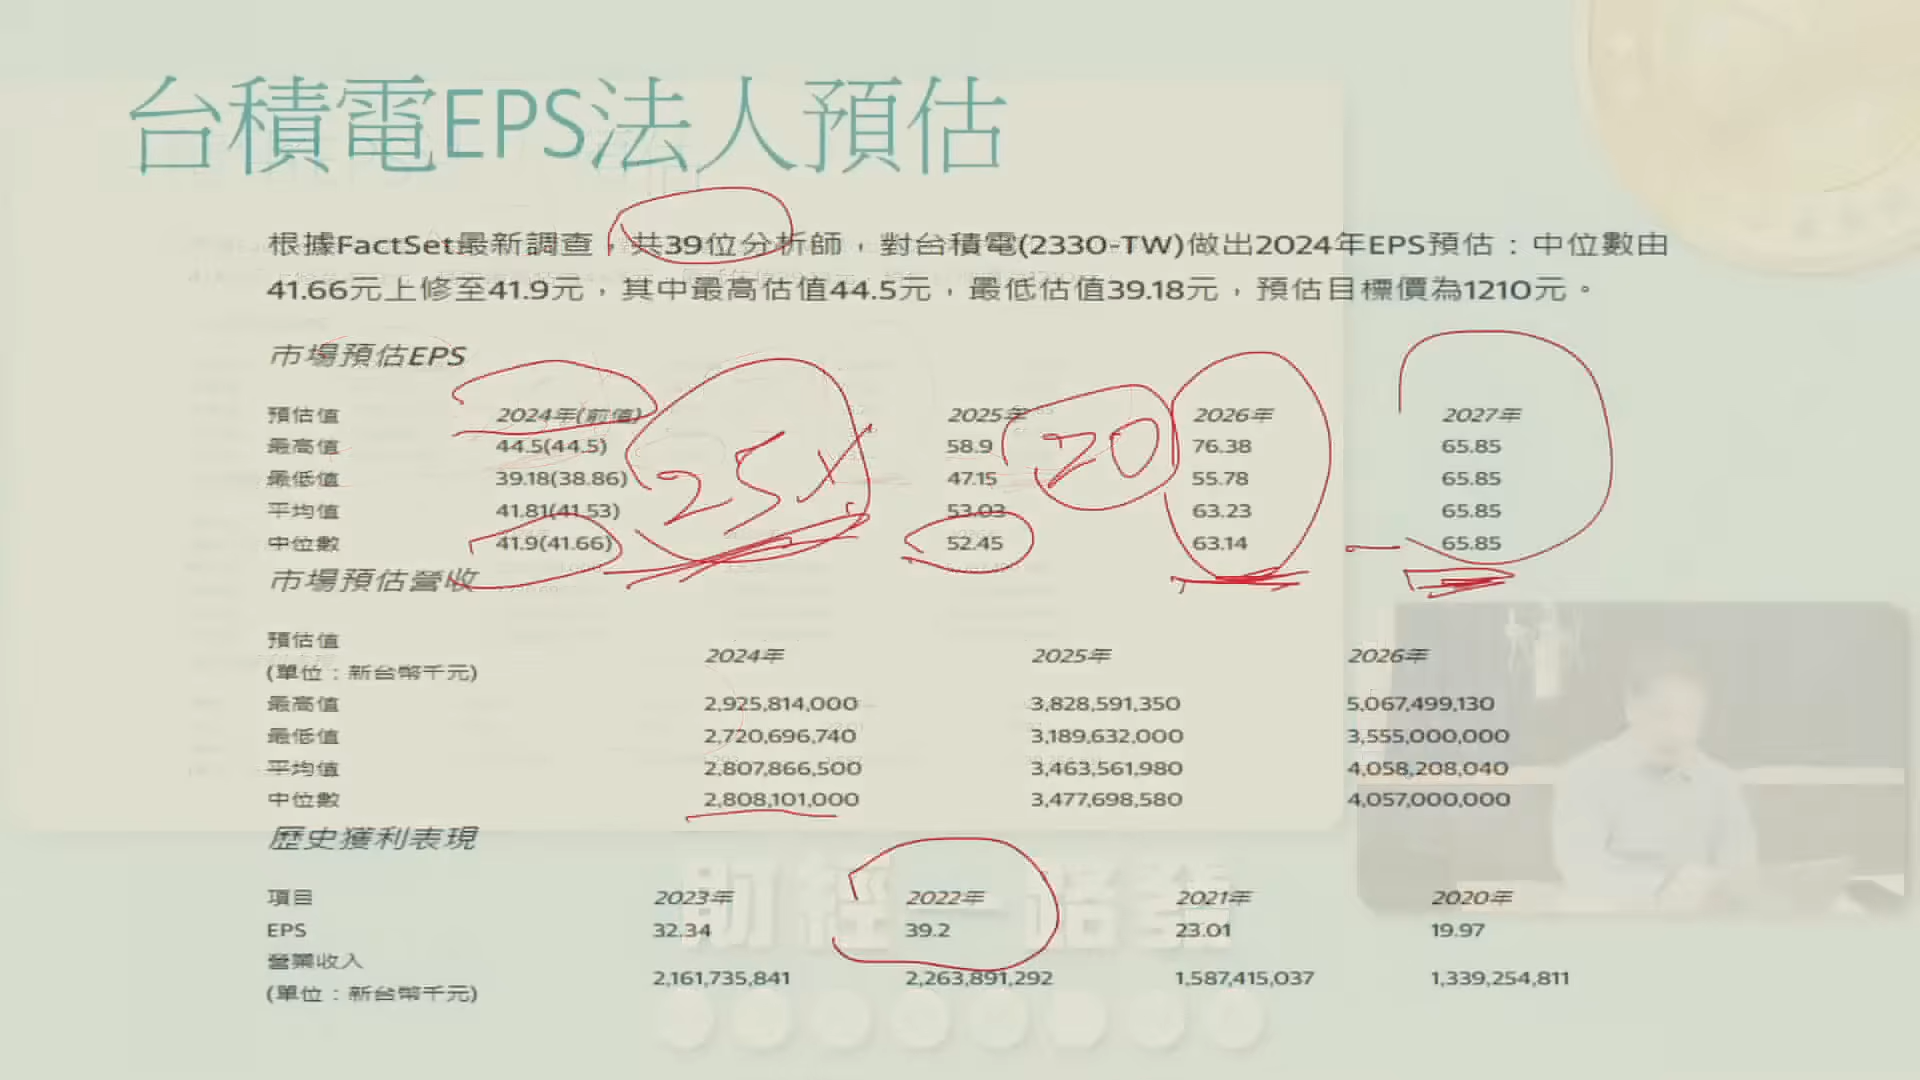 台積電EPS法人預估
根據FactSet最新調查，共39位分析師，對台積電(2330-TW)做出2024年EPS預估：中位數由
41.66元上修至41.9元，其中最高估值44.5元，最低估值39.18元，預估目標價為1210元。
市場預估EPS
預估值 2024年(前值) 2025年 2026年 2027年
最高值 44.5(44.5) 58.9 76.38 65.85
最低值 39.18(38.86) 47.15 55.78 65.85
25x 20
平均值 41.81(41.53) 53.03 63.23 65.85
中位數 41.9(41.66) 52.45 63.14 65.85
市場預估營收
預估值
(單位：新台幣千元) 2024年 2025年 2026年
最高值 2,925,814,000 3,828,591,350 5,067,499,130
最低值 2,720,696,740 3,189,632,000 3,555,000,000
平均值 2,807,866,500 3,463,561,980 4,058,208,040
中位數 2,808,101,000 3,477,698,580 4,057,000,000
歷史獲利表現
項目 2023年 2022年 2021年 2020年
EPS 32.34 39.2 23.01 19.97
營業收入
(單位：新台幣千元) 2,161,735,841 2,263,891,292 1,587,415,037 1,339,254,811